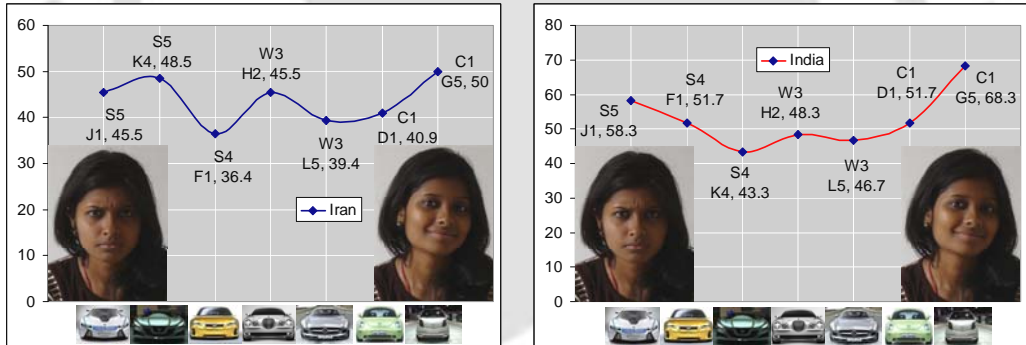 60
50
40
30
20
10
0
S5
J1, 45.5
S5
K4, 48.5
S4
F1, 36.4
W3
H2, 45.5
W3
L5, 39.4
C1
D1, 40.9
C1
G5, 50
Iran
80
70
60
50
40
30
20
10
0
S5
J1, 58.3
S4
F1, 51.7
S4
K4, 43.3
W3
H2, 48.3
W3
L5, 46.7
C1
D1, 51.7
C1
G5, 68.3
India